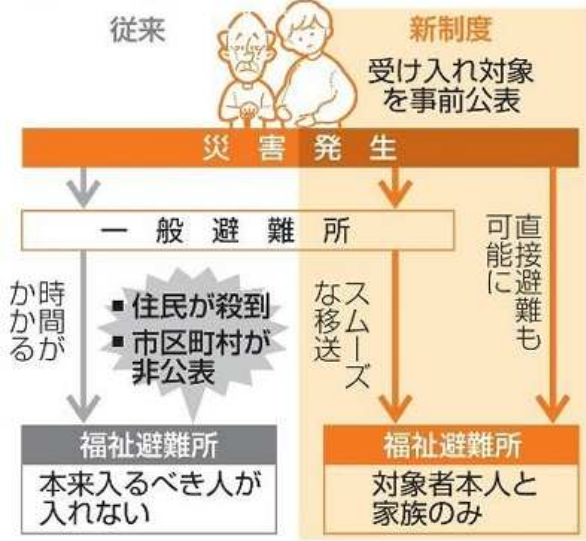 従来
新制度
受け入れ対象
を事前公表
災害発生
一般避難所
時間が
かかる
■ 住民が殺到
■ 市区町村が
非公表
スムーズ
な移送
直接避難も
可能に
福祉避難所
本来入るべき人が
入れない
福祉避難所
対象者本人と
家族のみ